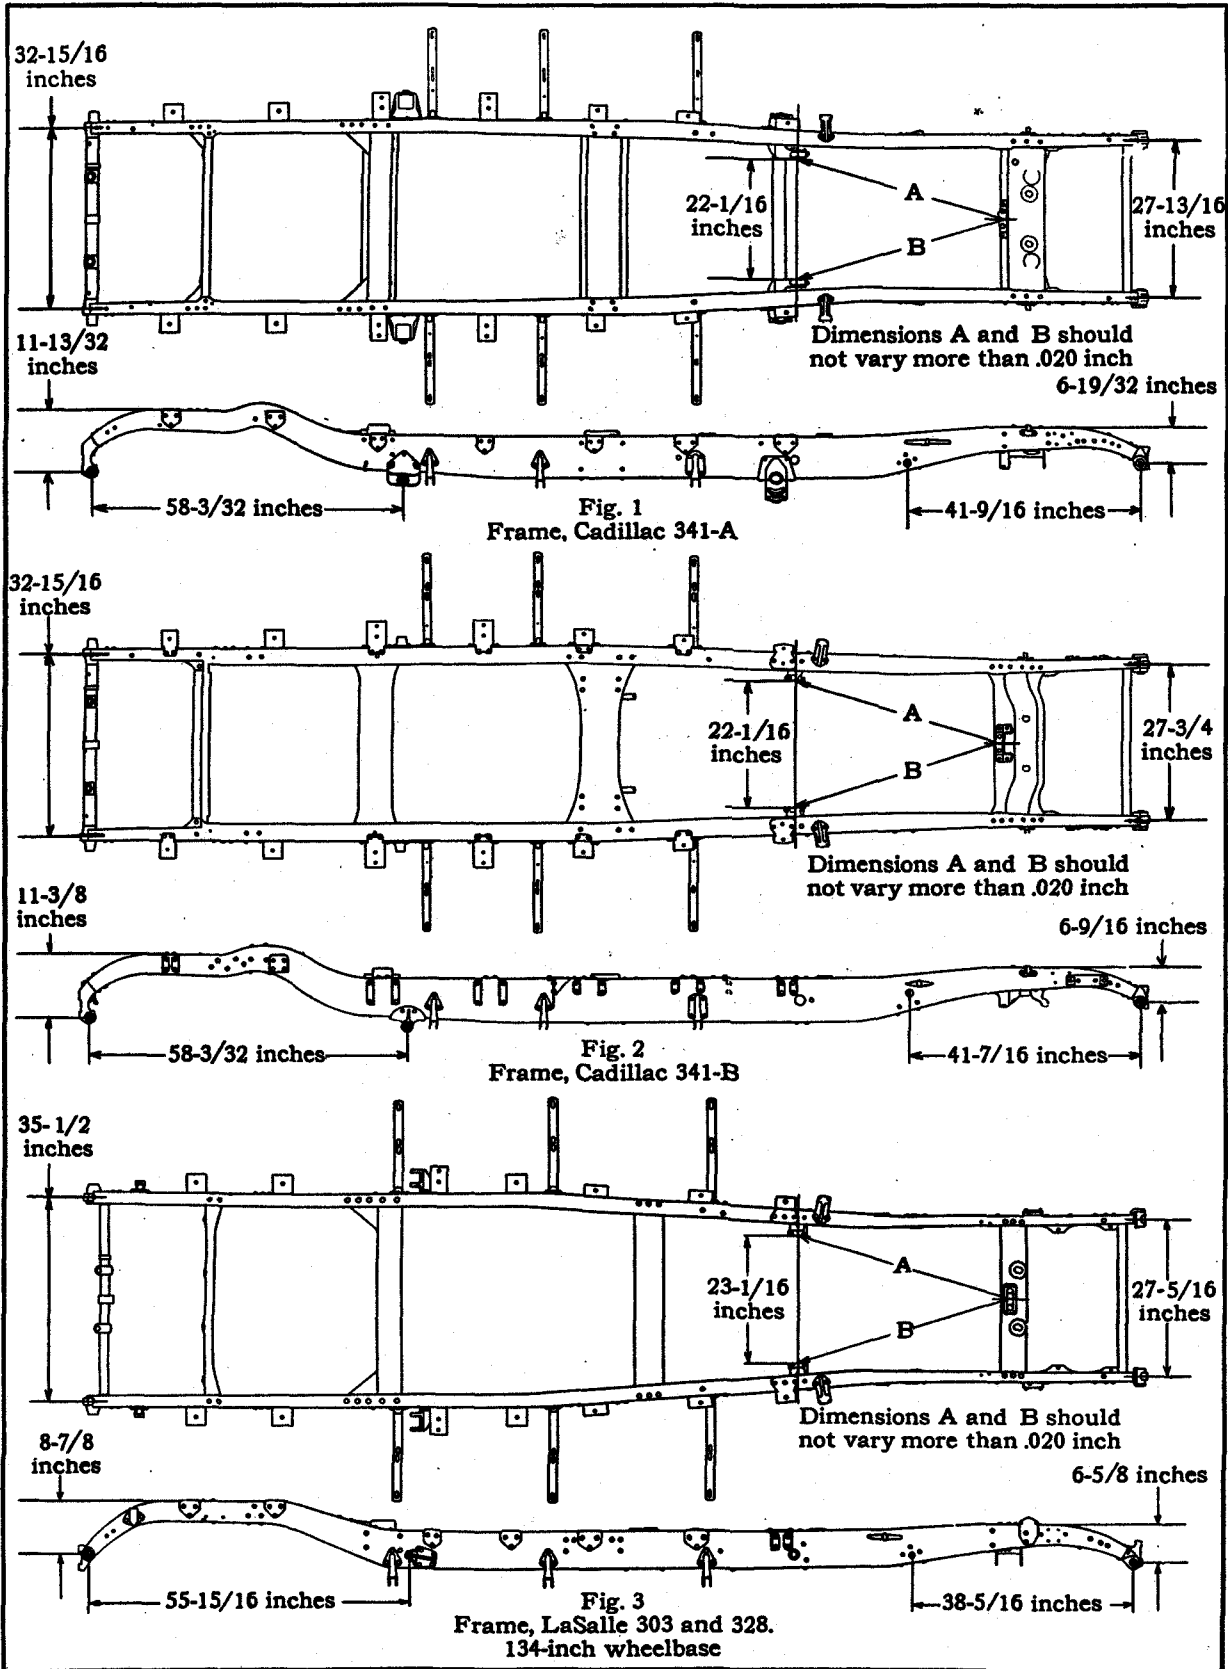 32-15/16
inches
22-1/16
inches
A
B
27-13/16
inches
Dimensions A and B should
not vary more than .020 inch
11-13/32
inches
6-19/32 inches
58-3/32 inches
41-9/16 inches
Fig. 1
Frame, Cadillac 341-A
32-15/16
inches
22-1/16
inches
A
B
27-3/4
inches
Dimensions A and B should
not vary more than .020 inch
11-3/8
inches
6-9/16 inches
58-3/32 inches
41-7/16 inches
Fig. 2
Frame, Cadillac 341-B
35-1/2
inches
23-1/16
inches
A
B
27-5/16
inches
Dimensions A and B should
not vary more than .020 inch
8-7/8
inches
6-5/8 inches
55-15/16 inches
38-5/16 inches
Fig. 3
Frame, LaSalle 303 and 328.
134-inch wheelbase